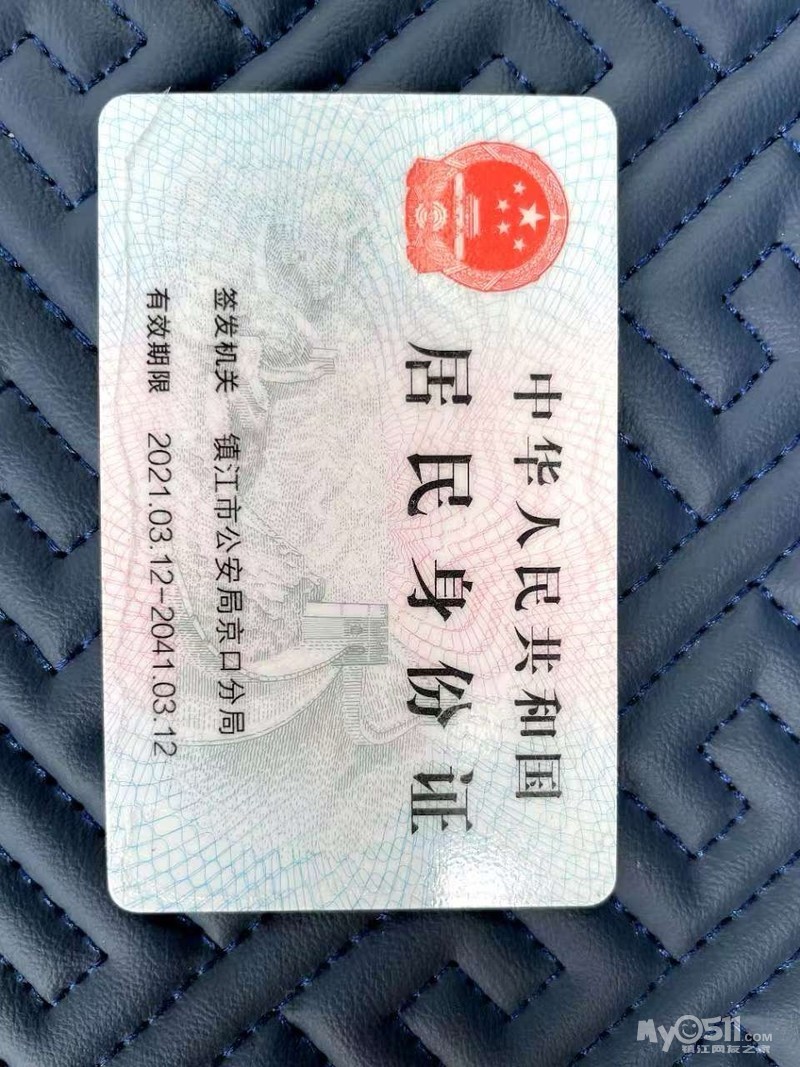 中华人民共和国
居民身份证
签发机关 镇江市公安局京口分局
有效期限 2021.03.12-2041.03.12
My0511.COM
镇江网友之家